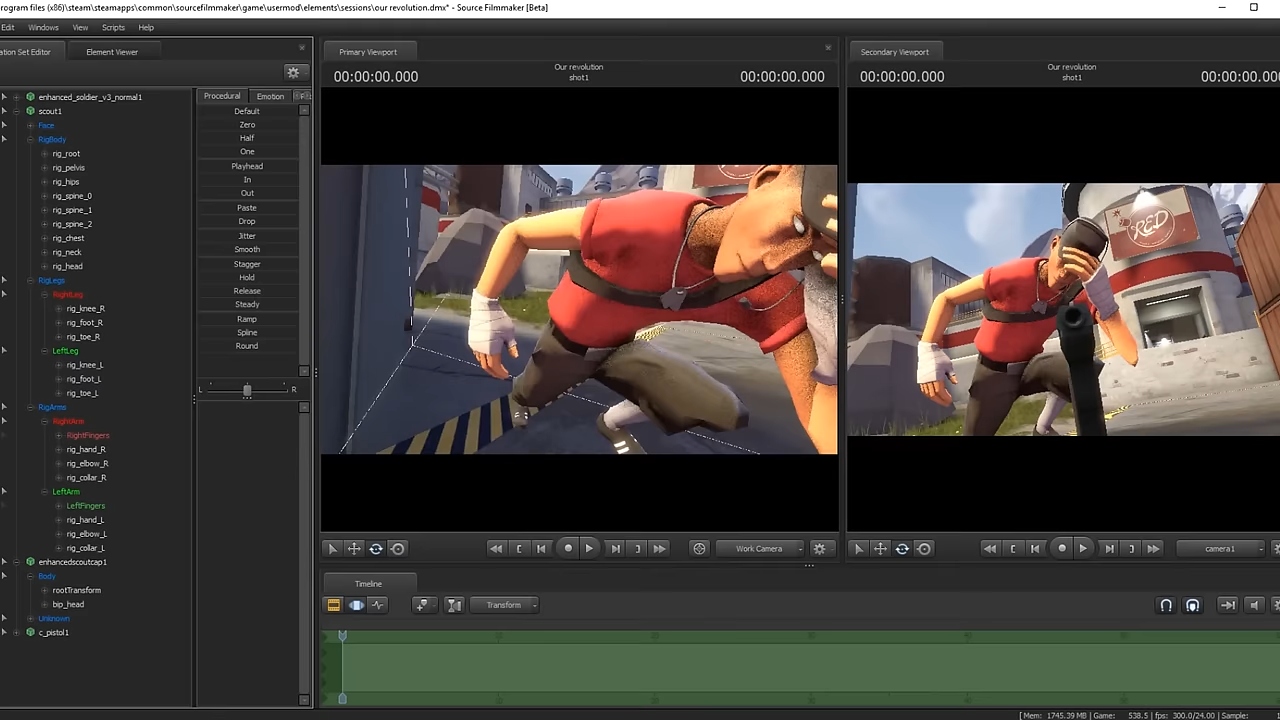 rogram files (x86)\steam\steamapps\common\sourcefilmmaker\game\usermod\elements\sessions\our revolution.dmx* - Source Filmmaker [Beta]
Edit Windows View Scripts Help
ation Set Editor Element Viewer
enhanced_soldier_v3_normal1
scout1
Face
RigBody
rig_root
rig_pelvis
rig_hips
rig_spine_0
rig_spine_1
rig_spine_2
rig_chest
rig_neck
rig_head
RigLegs
RightLeg
rig_knee_R
rig_foot_R
rig_toe_R
LeftLeg
rig_knee_L
rig_foot_L
rig_toe_L
RigArms
RightArm
RightFingers
rig_hand_R
rig_elbow_R
rig_collar_R
LeftArm
LeftFingers
rig_hand_L
rig_elbow_L
rig_collar_L
enhancedscoutcap1
Body
rootTransform
bip_head
Unknown
c_pistol1
Procedural Emotion
Default
Zero
Half
One
Playhead
In
Out
Paste
Drop
Jitter
Smooth
Stagger
Hold
Release
Steady
Ramp
Spline
Round
L R
Primary Viewport
00:00:00.000 Our revolution 00:00:00.000
shot1
Work Camera
Secondary Viewport
00:00:00.000 Our revolution 00:00:00.00
shot1
RED
camera1
Timeline
Transform
[ Mem: 1745.39 MB | Game: 538.5 | fps: 300.0/24.00 | Sample: